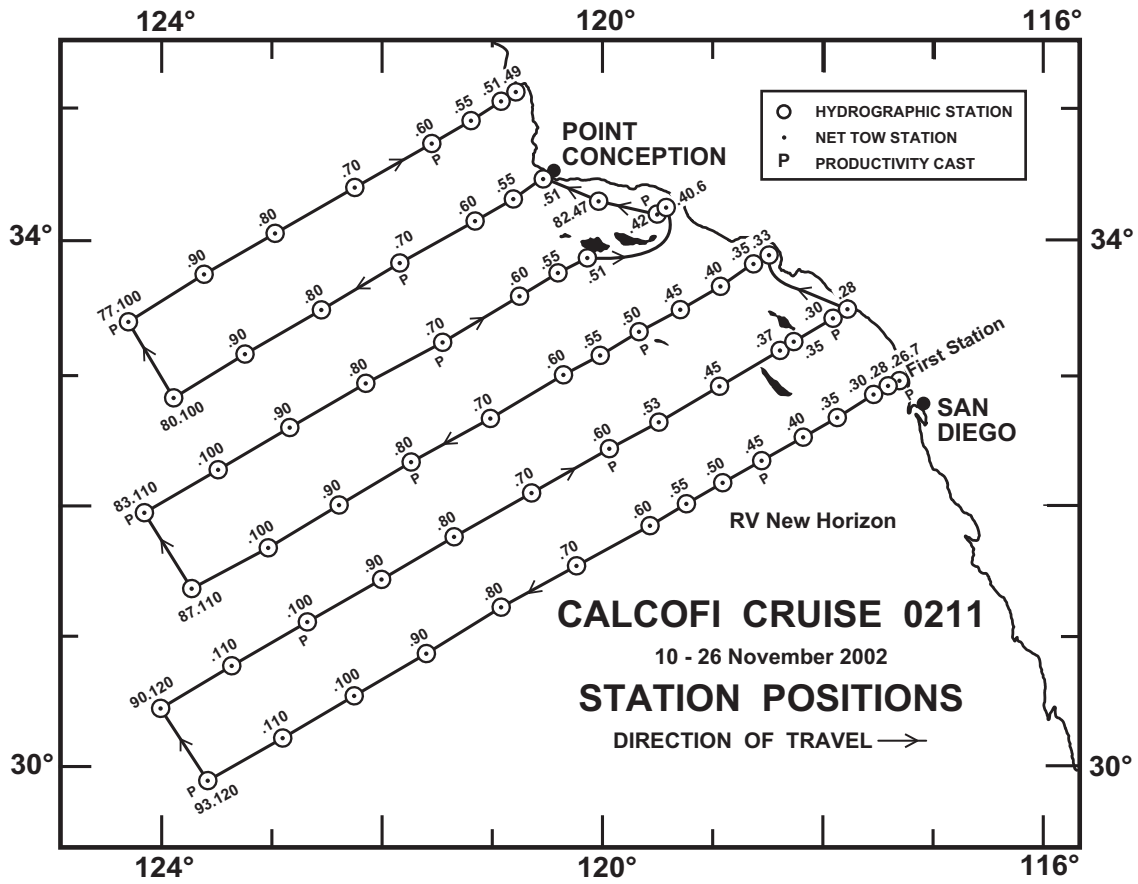 124° 120° 116°
HYDROGRAPHIC STATION
NET TOW STATION
P PRODUCTIVITY CAST
POINT
CONCEPTION
34° 34°
77.100 .90 .80 .70 .60 .55 .51 .49
P P
80.100 .90 .80 .70 .60 .55 .51
P
82.47 .42 .40.6
P
83.110 .100 .90 .80 .70 .60 .55 .51
P P
87.110 .100 .90 .80 .70 .60 .55 .50 .45 .40 .35 .33
P P
90.120 .110 .100 .90 .80 .70 .60 .53 .45 .37 .35 .30 .28
P P P
93.120 .110 .100 .90 .80 .70 .60 .55 .50 .45 .40 .35 .30 .28 .26.7
P P P
First Station
SAN
DIEGO
RV New Horizon
CALCOFI CRUISE 0211
10 - 26 November 2002
STATION POSITIONS
DIRECTION OF TRAVEL
30° 30°
124° 120° 116°